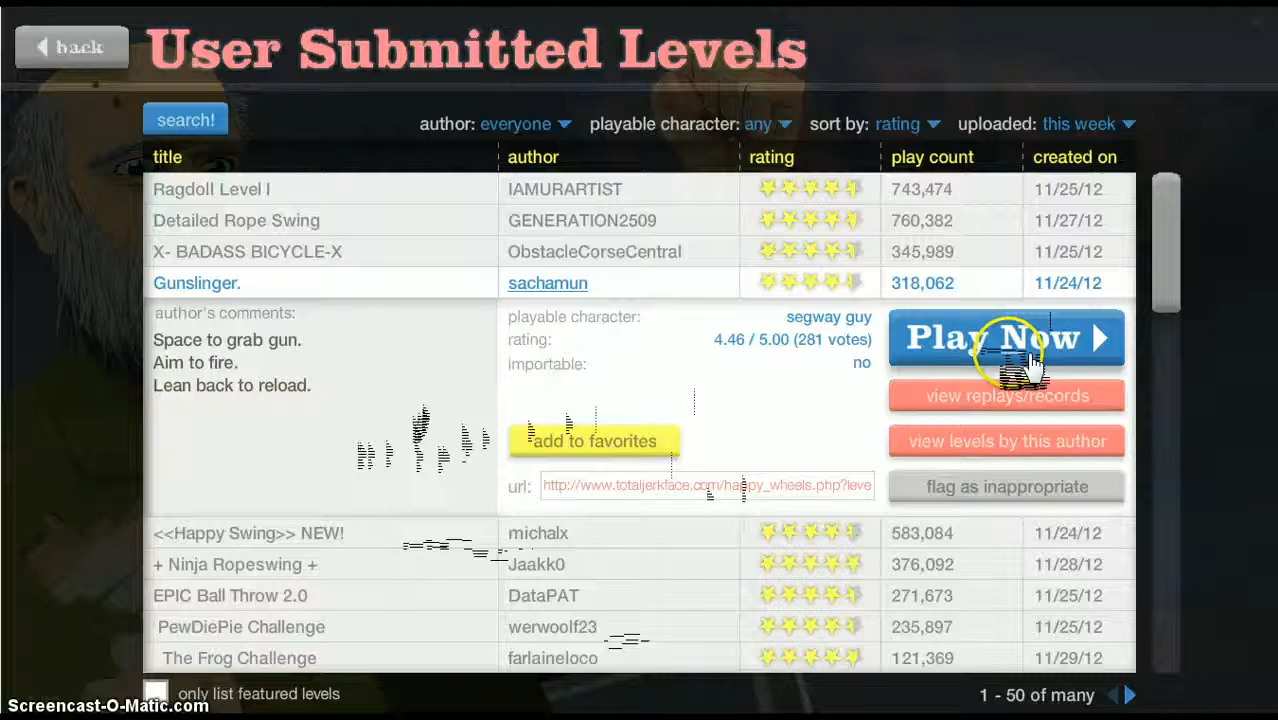 back
User Submitted Levels
search!
author: everyone playable character: any sort by: rating uploaded: this week
title author rating play count created on
Ragdoll Level I IAMURARTIST 743,474 11/25/12
Detailed Rope Swing GENERATION2509 760,382 11/27/12
X- BADASS BICYCLE-X ObstacleCorseCentral 345,989 11/25/12
Gunslinger. sachamun 318,062 11/24/12
author's comments:
Space to grab gun.
Aim to fire.
Lean back to reload.
playable character: segway guy
rating: 4.46 / 5.00 (281 votes)
importable: no
add to favorites
url: http://www.totaljerkface.com/happy_wheels.php?leve
Play Now
view replays/records
view levels by this author
flag as inappropriate
<<Happy Swing>> NEW! michalx 583,084 11/24/12
+ Ninja Ropeswing + Jaakk0 376,092 11/28/12
EPIC Ball Throw 2.0 DataPAT 271,673 11/25/12
PewDiePie Challenge werwoolf23 235,897 11/25/12
The Frog Challenge farlaineloco 121,369 11/29/12
only list featured levels
1 - 50 of many
Screencast-O-Matic.com